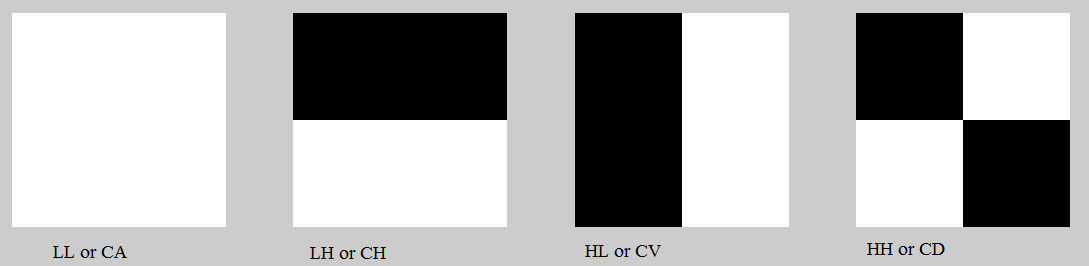 LL or CA
LH or CH
HL or CV
HH or CD